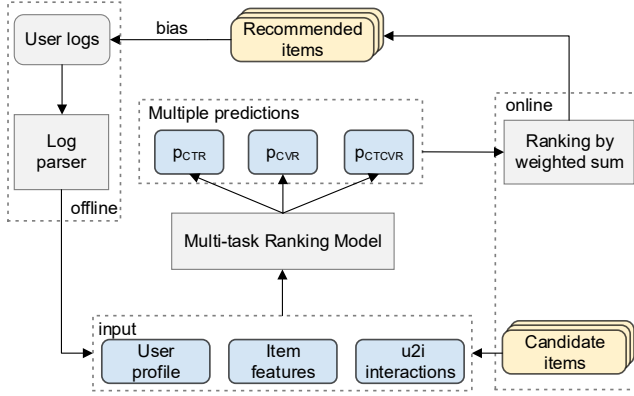 User logs
bias
Recommended
items
online
Multiple predictions
Log
parser
pCTR
pCVR
pCTCVR
Ranking by
weighted sum
offline
Multi-task Ranking Model
input
User
profile
Item
features
u2i
interactions
Candidate
items